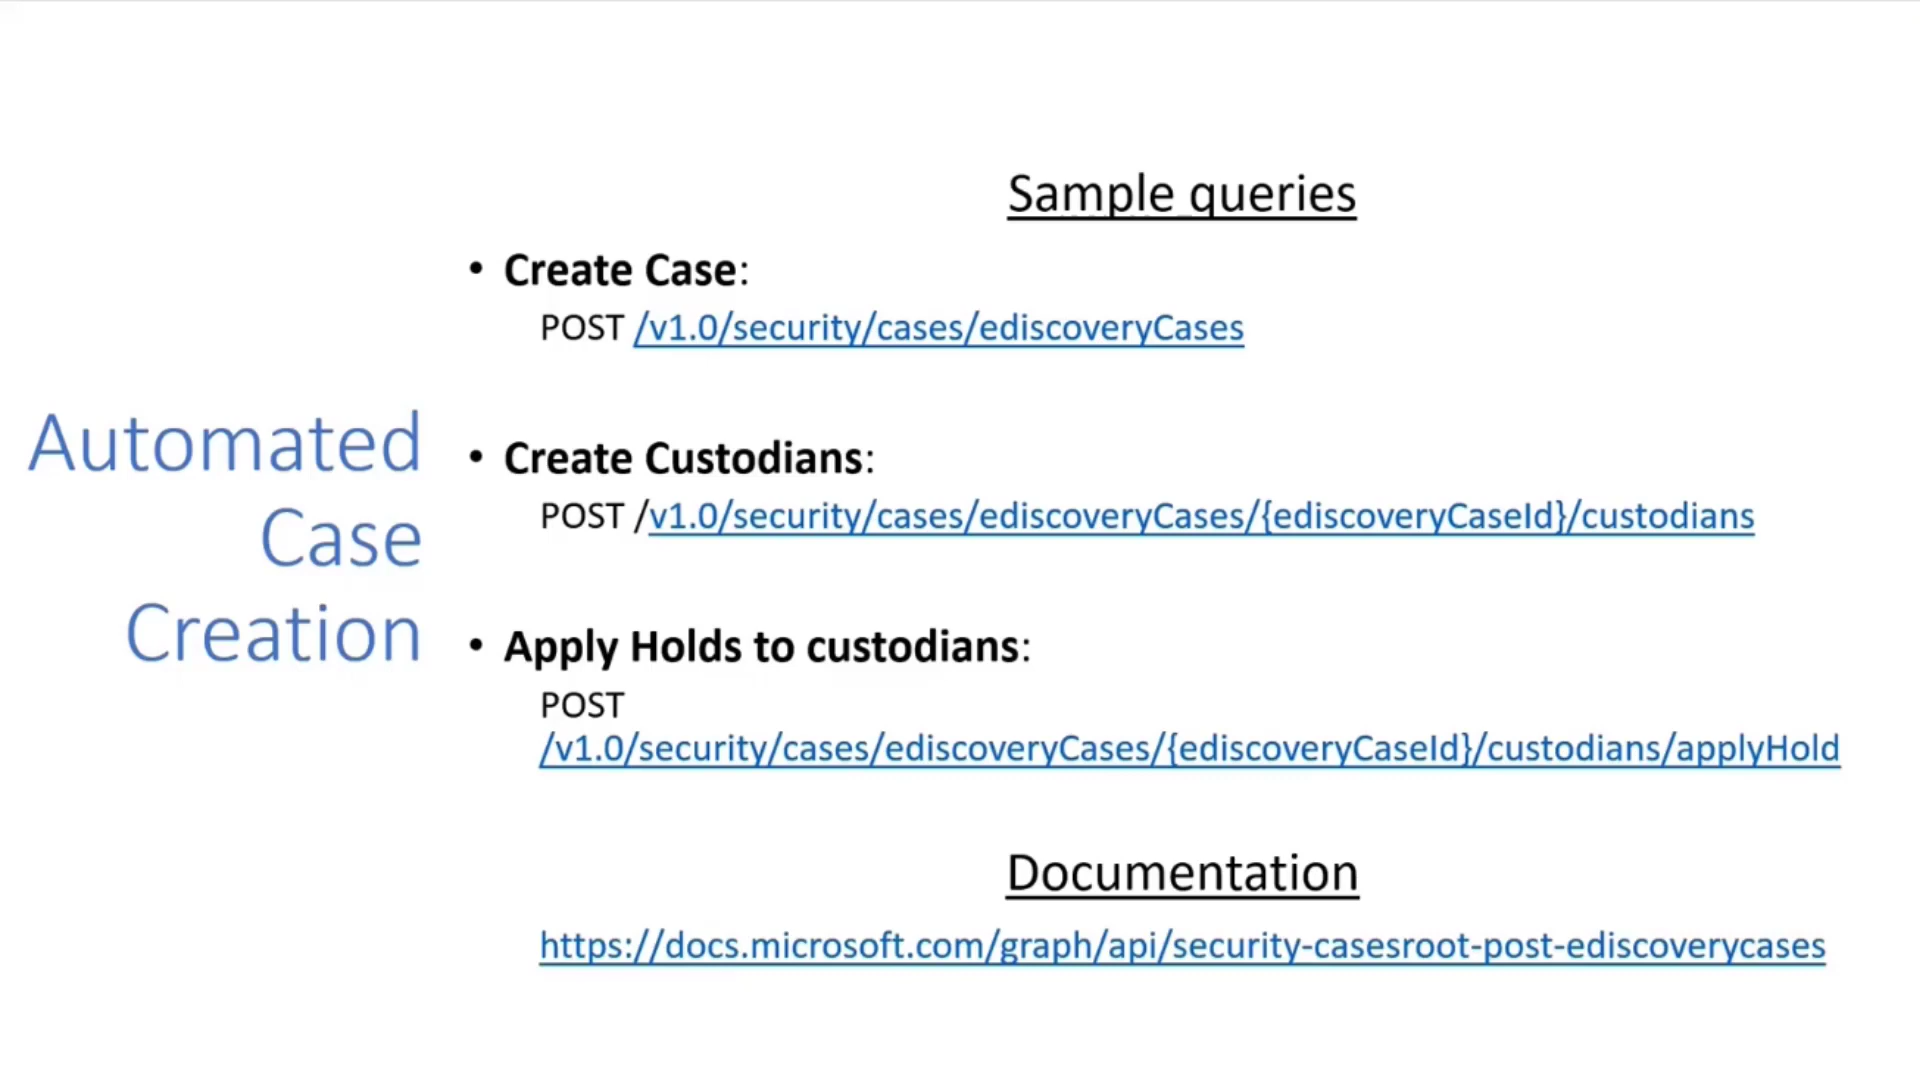 Automated
Case
Creation
Sample queries
• Create Case:
POST /v1.0/security/cases/ediscoveryCases
• Create Custodians:
POST /v1.0/security/cases/ediscoveryCases/{ediscoveryCaseId}/custodians
• Apply Holds to custodians:
POST
/v1.0/security/cases/ediscoveryCases/{ediscoveryCaseId}/custodians/applyHold
Documentation
https://docs.microsoft.com/graph/api/security-casesroot-post-ediscoverycases